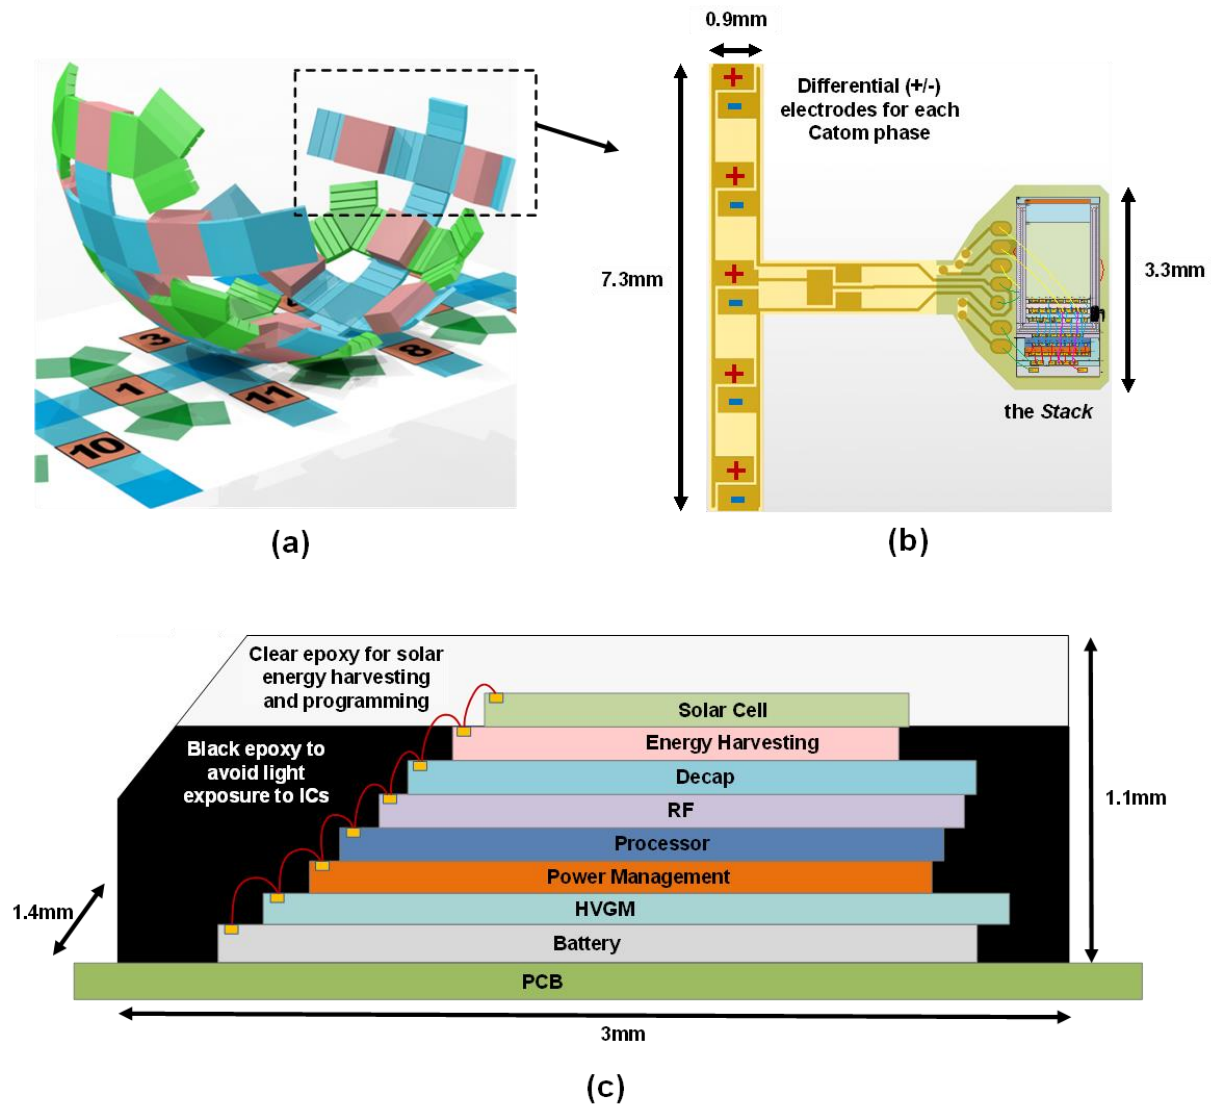 3
8
1
11
10
(a)
0.9mm
Differential (+/-)
electrodes for each
Catom phase
+
-
+
-
+
-
+
-
+
-
7.3mm
3.3mm
the Stack
(b)
Clear epoxy for solar
energy harvesting
and programming
Black epoxy to
avoid light
exposure to ICs
Solar Cell
Energy Harvesting
Decap
RF
Processor
Power Management
HVGM
Battery
PCB
1.1mm
1.4mm
3mm
(c)